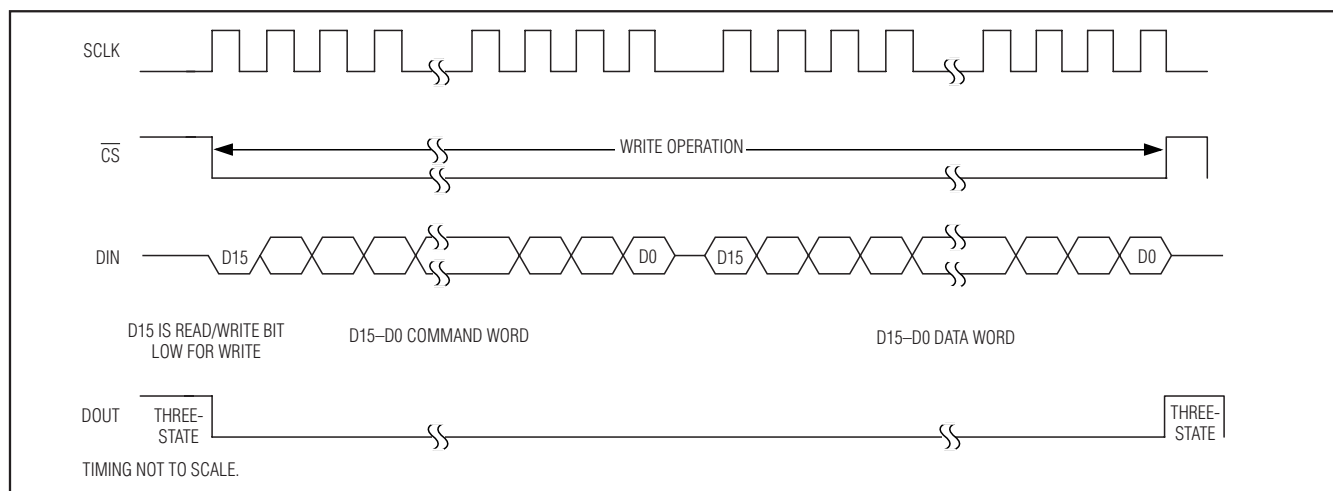 SCLK
CS
WRITE OPERATION
DIN
D15
D0
D15
D0
D15 IS READ/WRITE BIT
LOW FOR WRITE
D15–D0 COMMAND WORD
D15–D0 DATA WORD
DOUT
THREE-
STATE
THREE-
STATE
TIMING NOT TO SCALE.